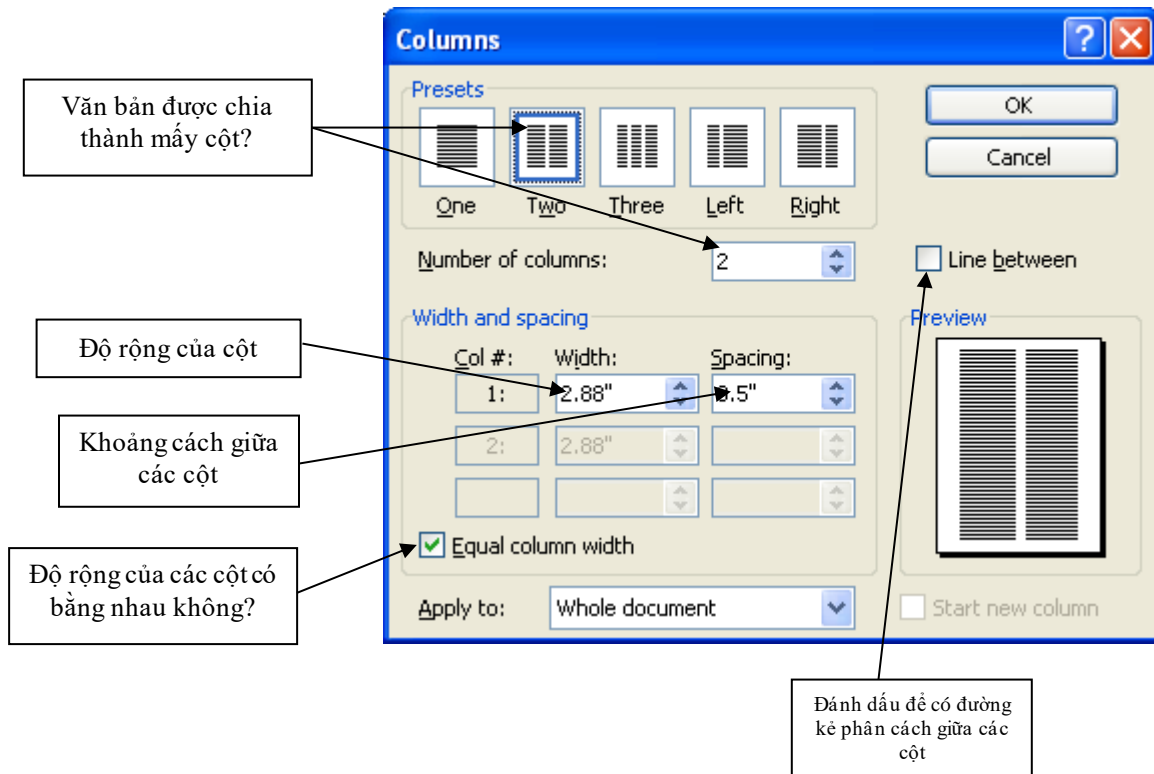 Columns
Văn bản được chia
thành mấy cột?
Presets
OK
Cancel
One Two Three Left Right
Number of columns: 2
Line between
Độ rộng của cột
Width and spacing
Preview
Col #: Width: Spacing:
1: 2.88" 0.5"
Khoảng cách giữa
các cột
2: 2.88"
Equal column width
Độ rộng của các cột có
bằng nhau không?
Apply to: Whole document
Start new column
Đánh dấu để có đường
kẻ phân cách giữa các
cột